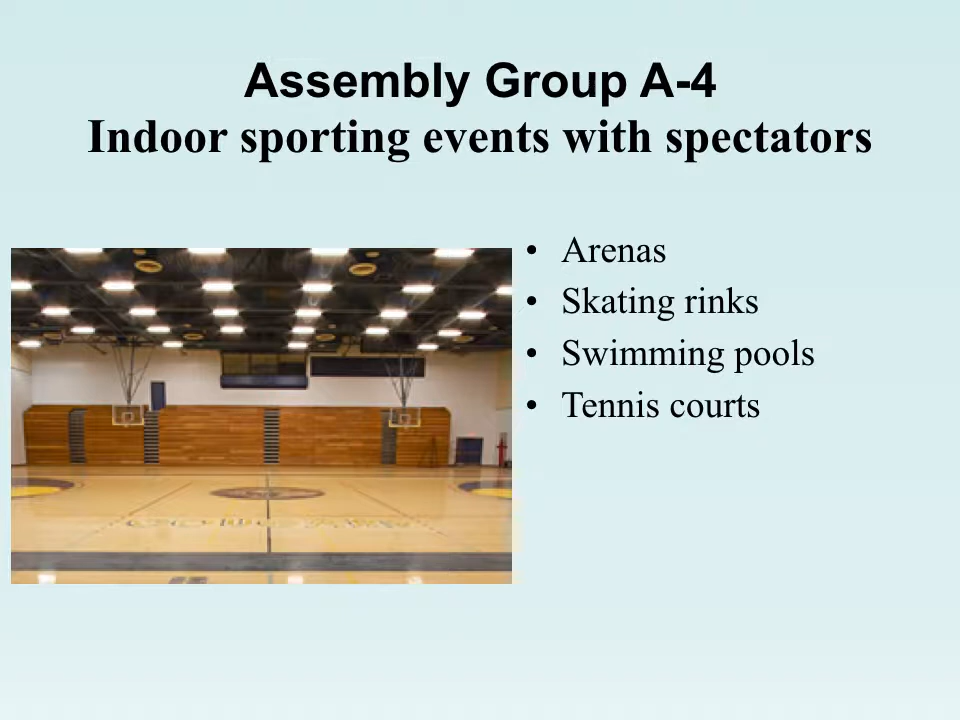 Assembly Group A-4
Indoor sporting events with spectators
• Arenas
• Skating rinks
• Swimming pools
• Tennis courts